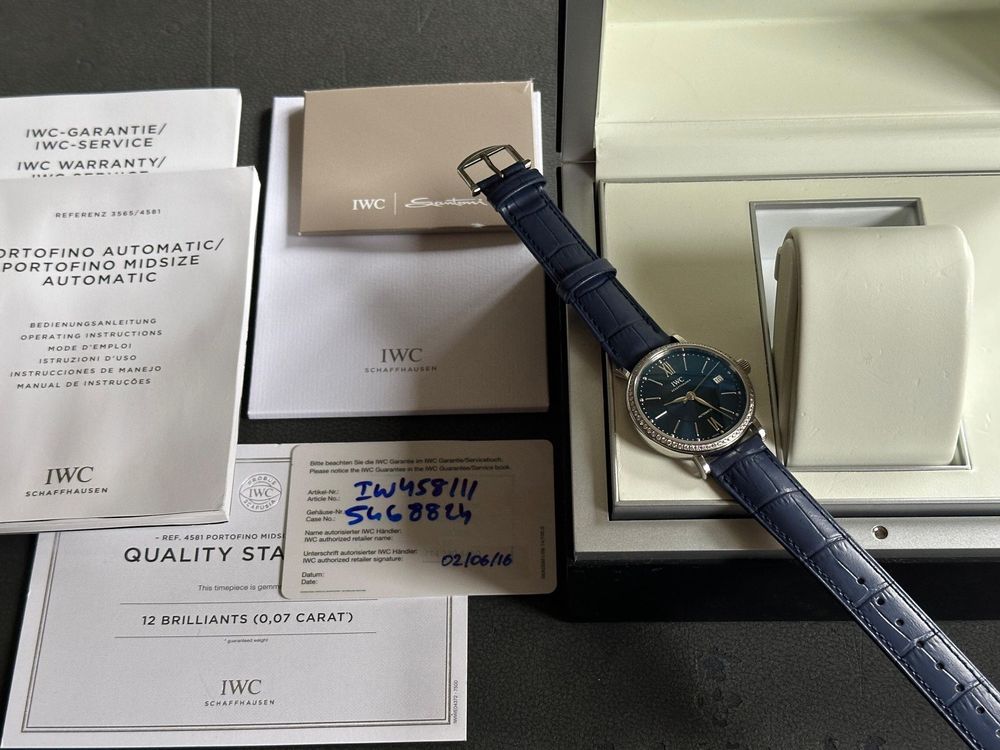 IWC-GARANTIE/
IWC-SERVICE
IWC WARRANTY/
IWC-SERVICE
REFERENZ 3565/4581
PORTOFINO AUTOMATIC/
PORTOFINO MIDSIZE
AUTOMATIC
BEDIENUNGSANLEITUNG
OPERATING INSTRUCTIONS
MODE D'EMPLOI
ISTRUZIONI D'USO
INSTRUCCIONES DE MANEJO
MANUAL DE INSTRUÇÕES
IWC
SCHAFFHAUSEN
IWC Santoni
IWC
SCHAFFHAUSEN
PROBUS
IWC
SCAFUSIA
- REF. 4581 PORTOFINO MIDS
QUALITY STA
This timepiece is gemm
12 BRILLIANTS (0,07 CARAT*)
* guaranteed weight
IWC
SCHAFFHAUSEN
Bitte beachten Sie die IWC Garantie im IWC Garantie/Servicebuch.
Please notice the IWC Guarantee in the IWC Guarantee/Service book.
Artikel-Nr.:
Article No.: IW458111
Gehäuse-Nr.
Case No.: 5468824
Name autorisierter IWC Händler:
IWC authorized retailer name:
Unterschrift autorisierter IWC Händler:
IWC authorized retailer signature: 02/06/16
Datum:
Date:
IWC